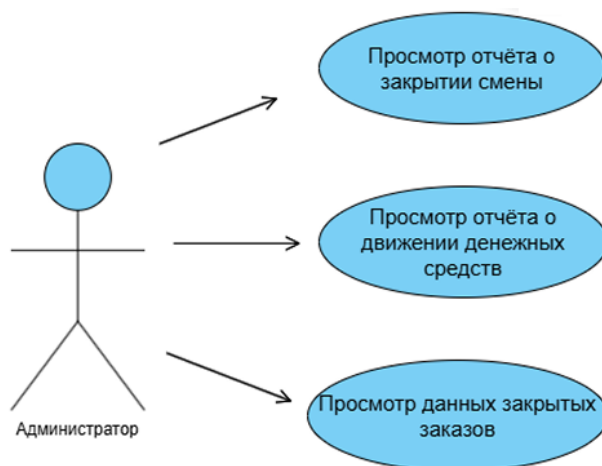 Просмотр отчёта о
закрытии смены
Просмотр отчёта о
движении денежных
средств
Просмотр данных закрытых
заказов
Администратор